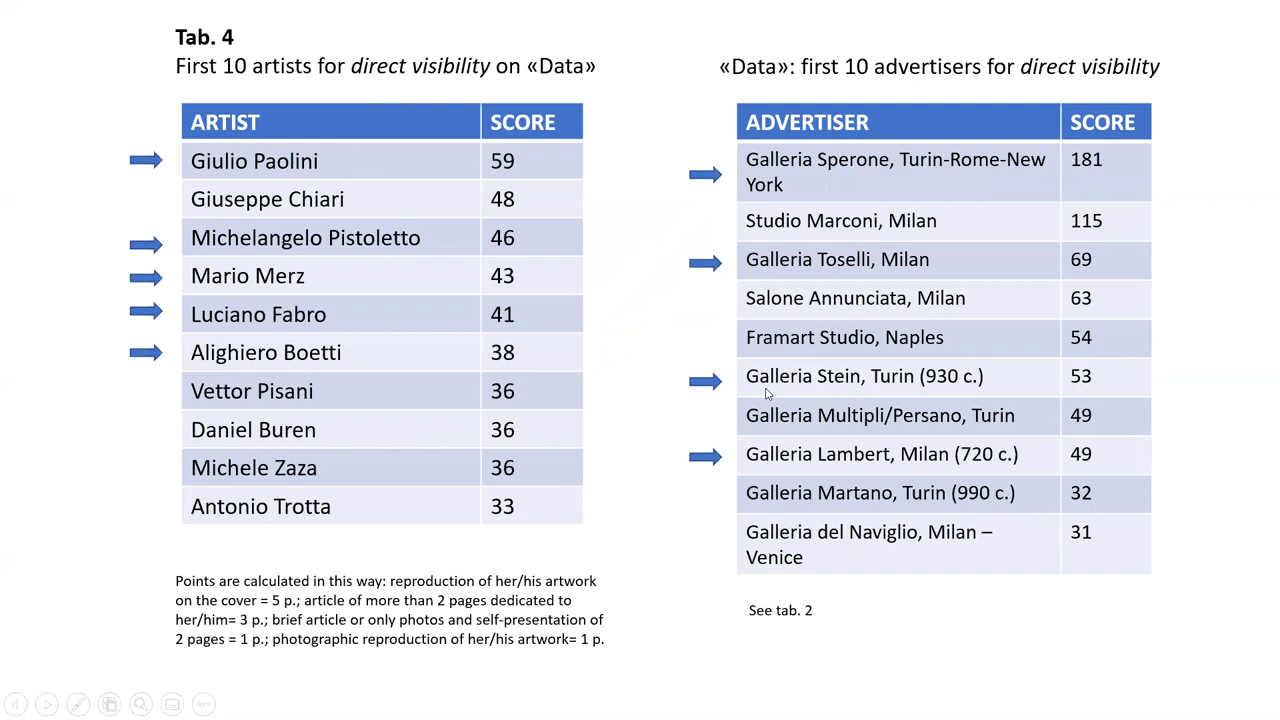 Tab. 4
First 10 artists for direct visibility on «Data»
ARTIST SCORE
Giulio Paolini 59
Giuseppe Chiari 48
Michelangelo Pistoletto 46
Mario Merz 43
Luciano Fabro 41
Alighiero Boetti 38
Vettor Pisani 36
Daniel Buren 36
Michele Zaza 36
Antonio Trotta 33
Points are calculated in this way: reproduction of her/his artwork
on the cover = 5 p.; article of more than 2 pages dedicated to
her/him= 3 p.; brief article or only photos and self-presentation of
2 pages = 1 p.; photographic reproduction of her/his artwork= 1 p.
«Data»: first 10 advertisers for direct visibility
ADVERTISER SCORE
Galleria Sperone, Turin-Rome-New 181
York
Studio Marconi, Milan 115
Galleria Toselli, Milan 69
Salone Annunciata, Milan 63
Framart Studio, Naples 54
Galleria Stein, Turin (930 c.) 53
Galleria Multipli/Persano, Turin 49
Galleria Lambert, Milan (720 c.) 49
Galleria Martano, Turin (990 c.) 32
Galleria del Naviglio, Milan – 31
Venice
See tab. 2